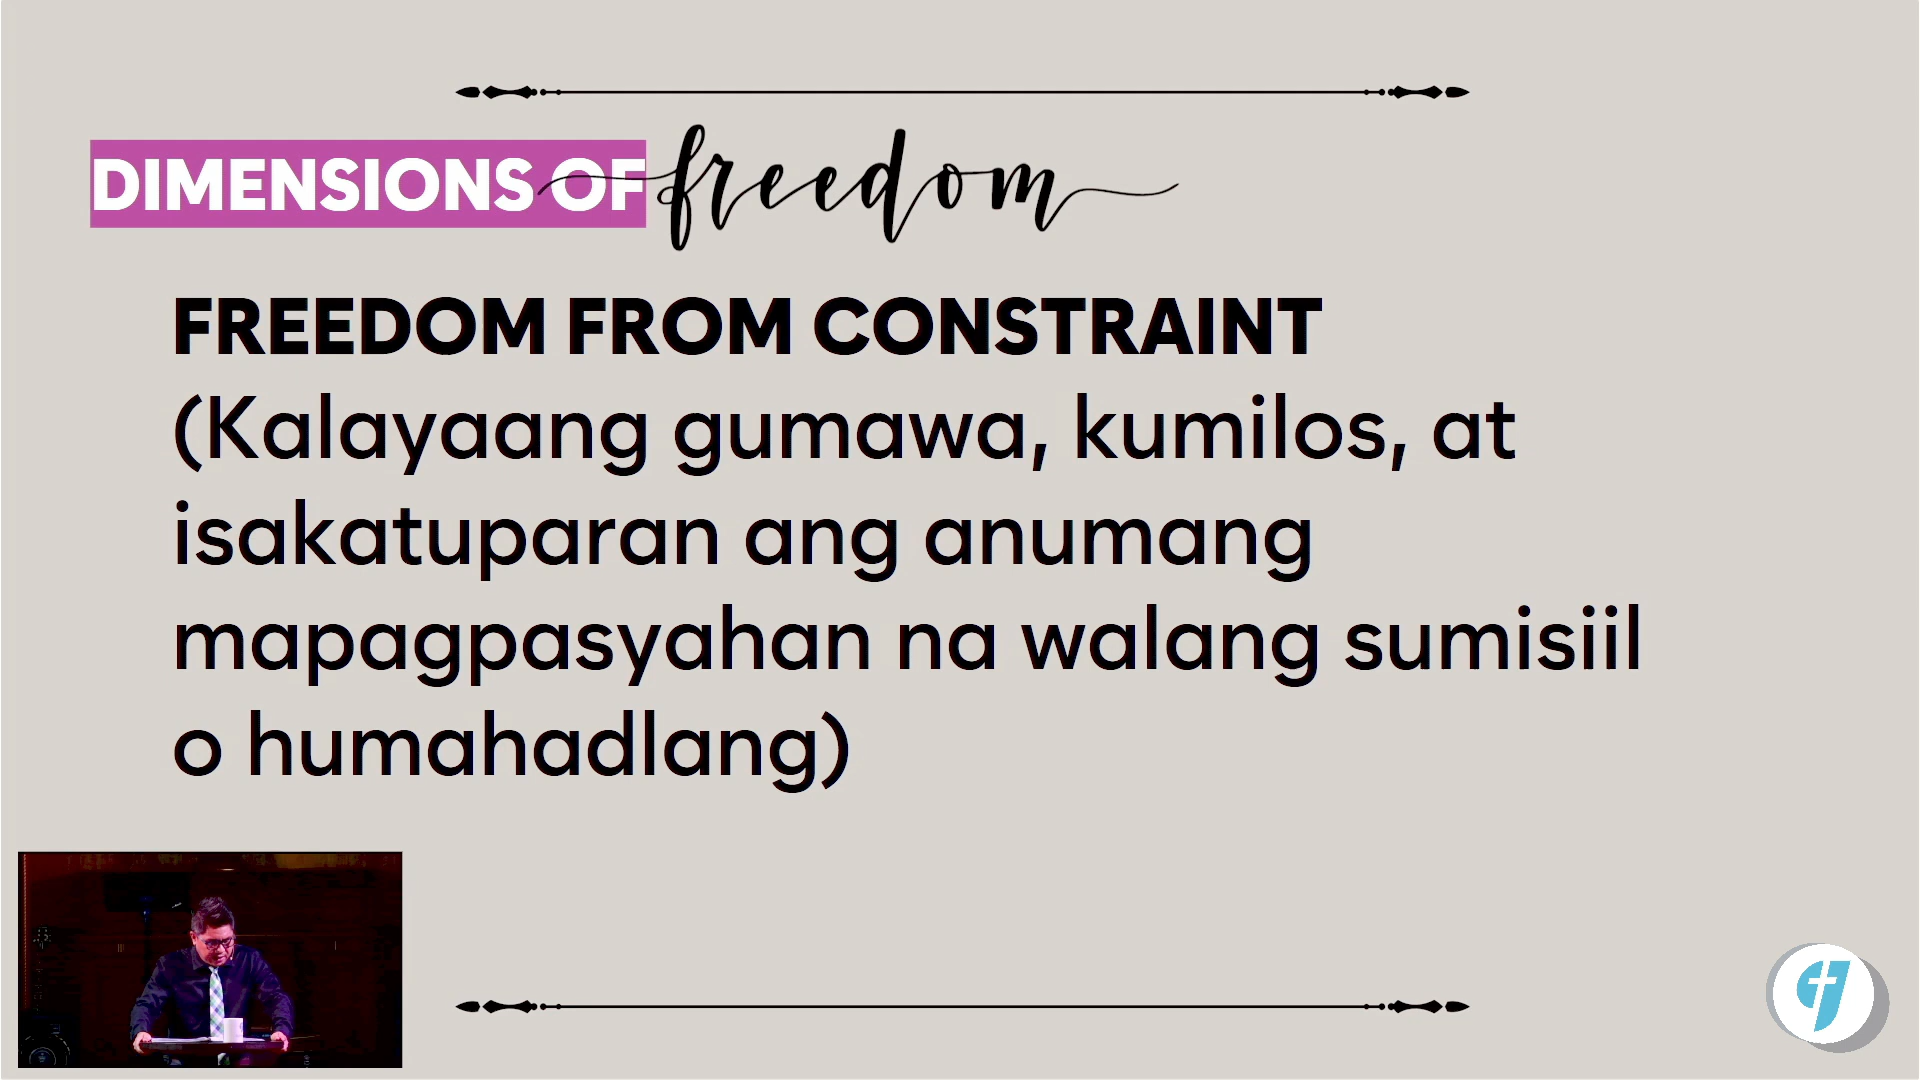 DIMENSIONS OF freedom
FREEDOM FROM CONSTRAINT
(Kalayaang gumawa, kumilos, at
isakatuparan ang anumang
mapagpasyahan na walang sumisiil
o humahadlang)